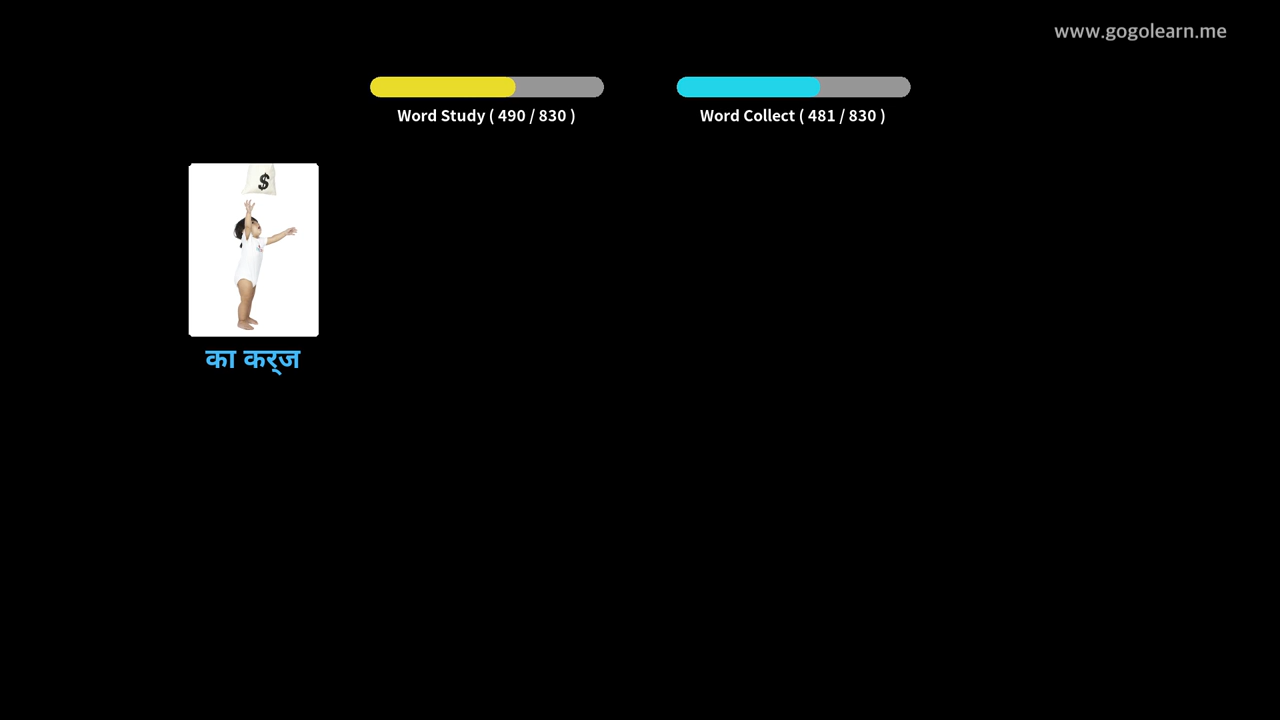 www.gogolearn.me
Word Study ( 490 / 830 )
Word Collect ( 481 / 830 )
$
का कर्‌ज